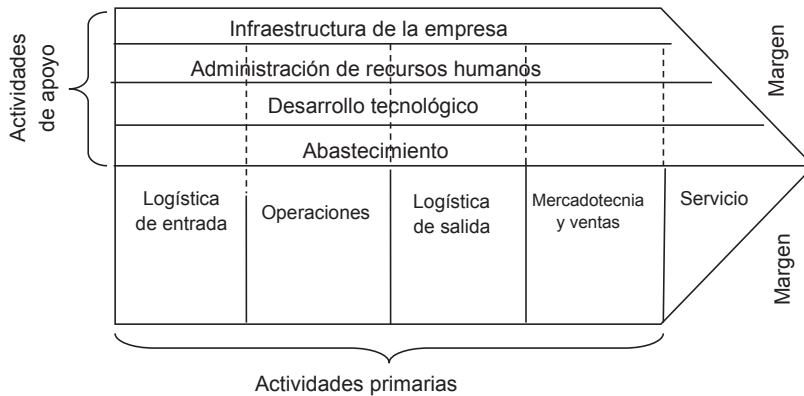 Actividades
de apoyo
Infraestructura de la empresa
Administración de recursos humanos
Desarrollo tecnológico
Abastecimiento
Margen
Logística
de entrada
Operaciones
Logística
de salida
Mercadotecnia
y ventas
Servicio
Margen
Actividades primarias